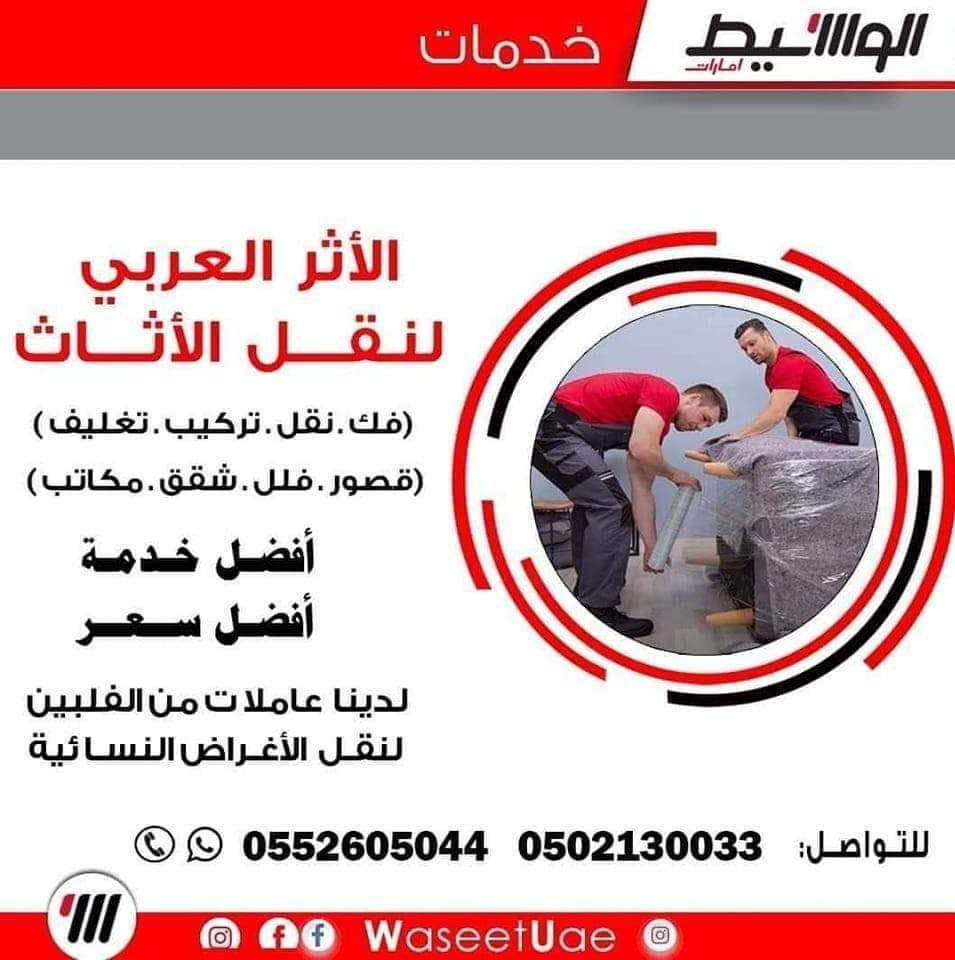 الوسيط
امارات
خدمات
الأثر العربي
لنقل الأثاث
(فك.نقل.تركيب.تغليف)
(قصور.فلل.شقق.مكاتب)
أفضل خدمة
أفضل سعر
لدينا عاملات من الفلبين
لنقل الأغراض النسائية
للتواصل: 0502130033 0552605044
WaseetUae